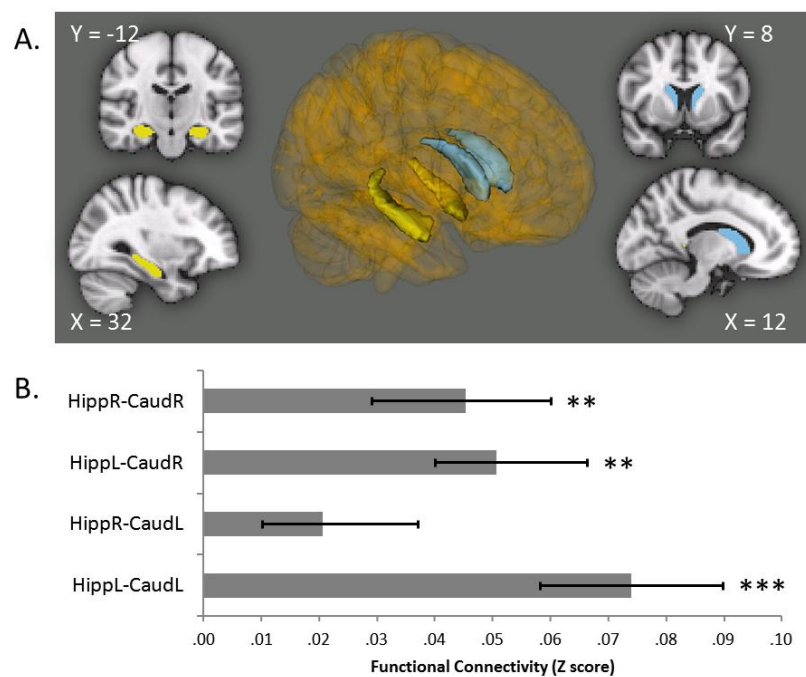 A.
Y = -12
Y = 8
X = 32
X = 12
B.
HippR-CaudR
**
HippL-CaudR
**
HippR-CaudL
HippL-CaudL
***
.00 .01 .02 .03 .04 .05 .06 .07 .08 .09 .10
Functional Connectivity (Z score)